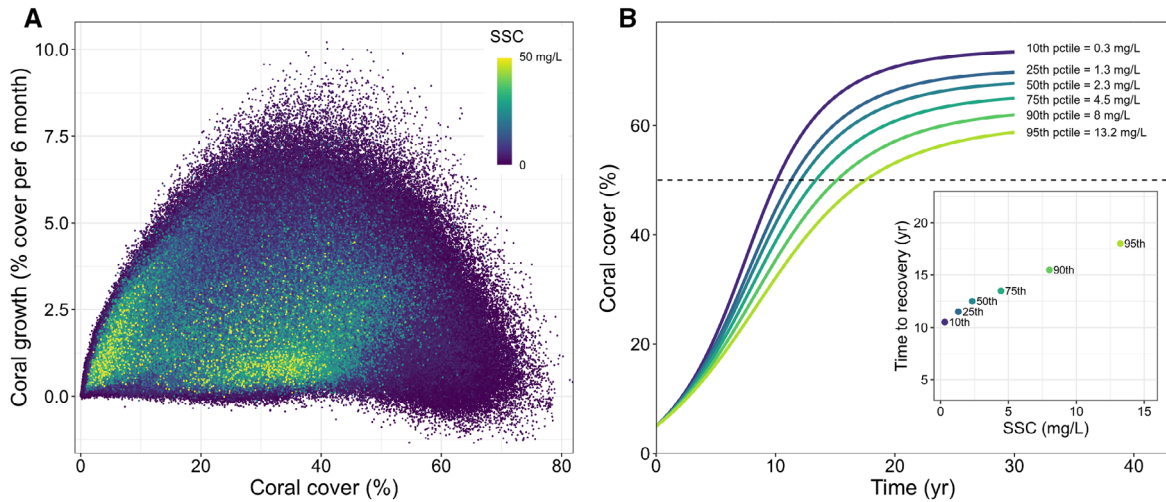 A
SSC
50 mg/L
0
10.0
7.5
5.0
2.5
0.0
Coral growth (% cover per 6 month)
0
20
40
60
80
Coral cover (%)
B
10th pctile = 0.3 mg/L
25th pctile = 1.3 mg/L
50th pctile = 2.3 mg/L
75th pctile = 4.5 mg/L
90th pctile = 8 mg/L
95th pctile = 13.2 mg/L
60
40
20
0
Coral cover (%)
0
10
20
30
40
Time (yr)
20
15
10
5
Time to recovery (yr)
95th
90th
75th
50th
25th
10th
0
5
10
15
SSC (mg/L)